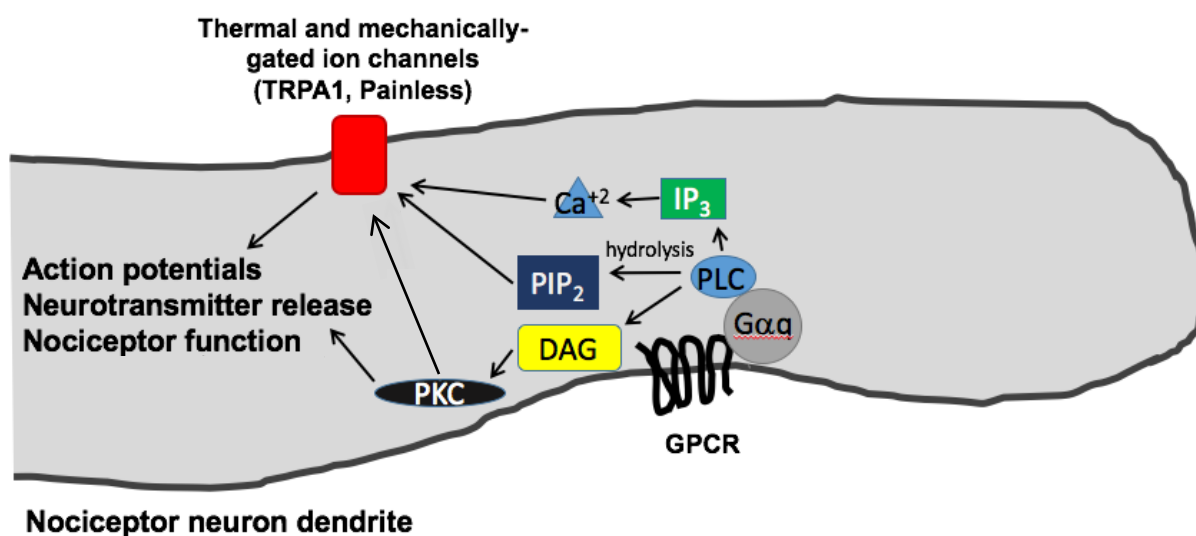 Thermal and mechanically-
gated ion channels
(TRPA1, Painless)
Ca⁺²
IP₃
hydrolysis
PIP₂
PLC
Gαq
Action potentials
Neurotransmitter release
Nociceptor function
DAG
PKC
GPCR
Nociceptor neuron dendrite